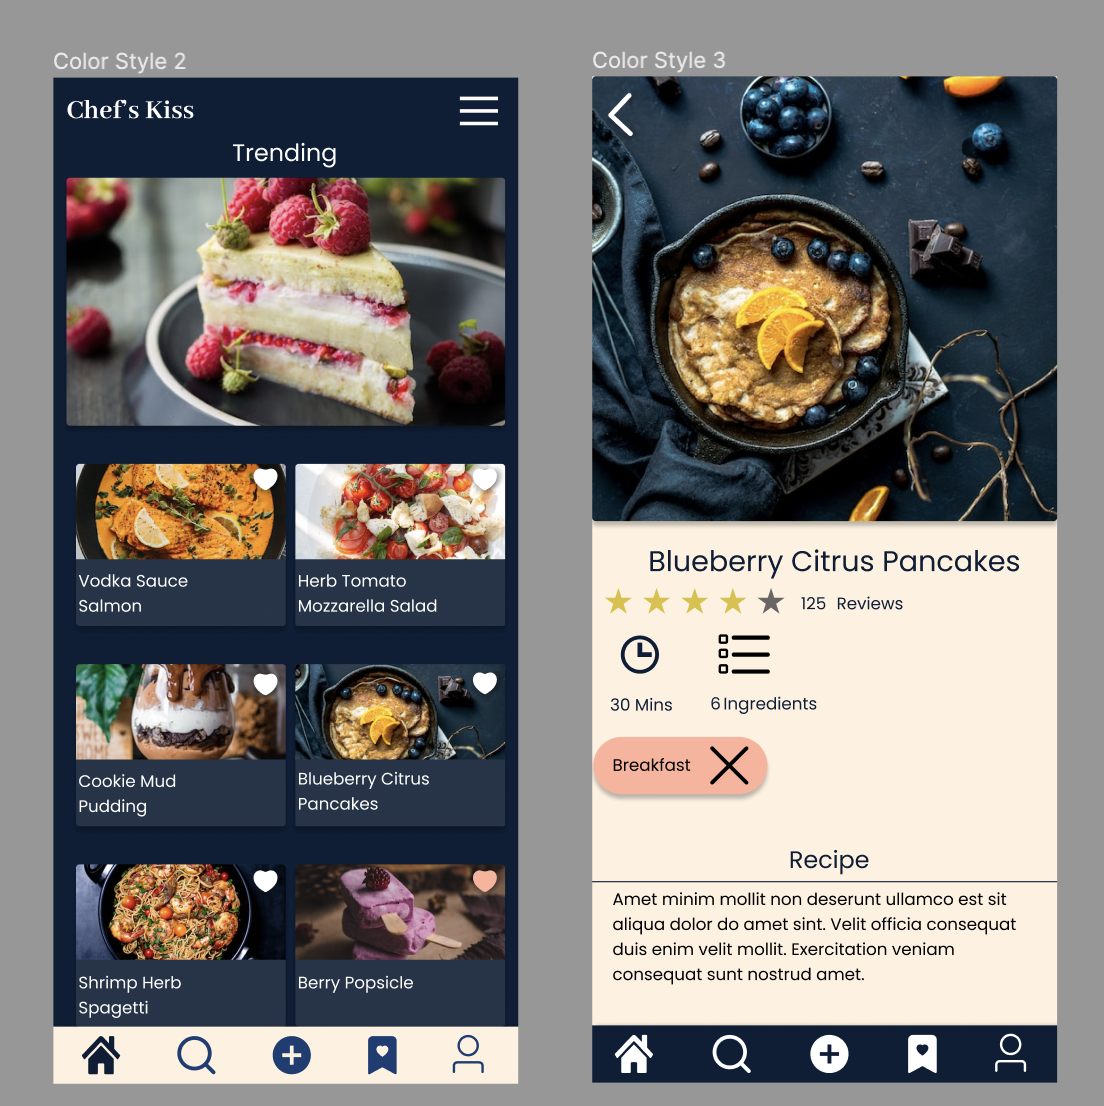 Color Style 2
Chef's Kiss
Trending
Vodka Sauce
Salmon
Herb Tomato
Mozzarella Salad
Cookie Mud
Pudding
Blueberry Citrus
Pancakes
Shrimp Herb
Spagetti
Berry Popsicle
Color Style 3
Blueberry Citrus Pancakes
125 Reviews
30 Mins
6 Ingredients
Breakfast
Recipe
Amet minim mollit non deserunt ullamco est sit
aliqua dolor do amet sint. Velit officia consequat
duis enim velit mollit. Exercitation veniam
consequat sunt nostrud amet.